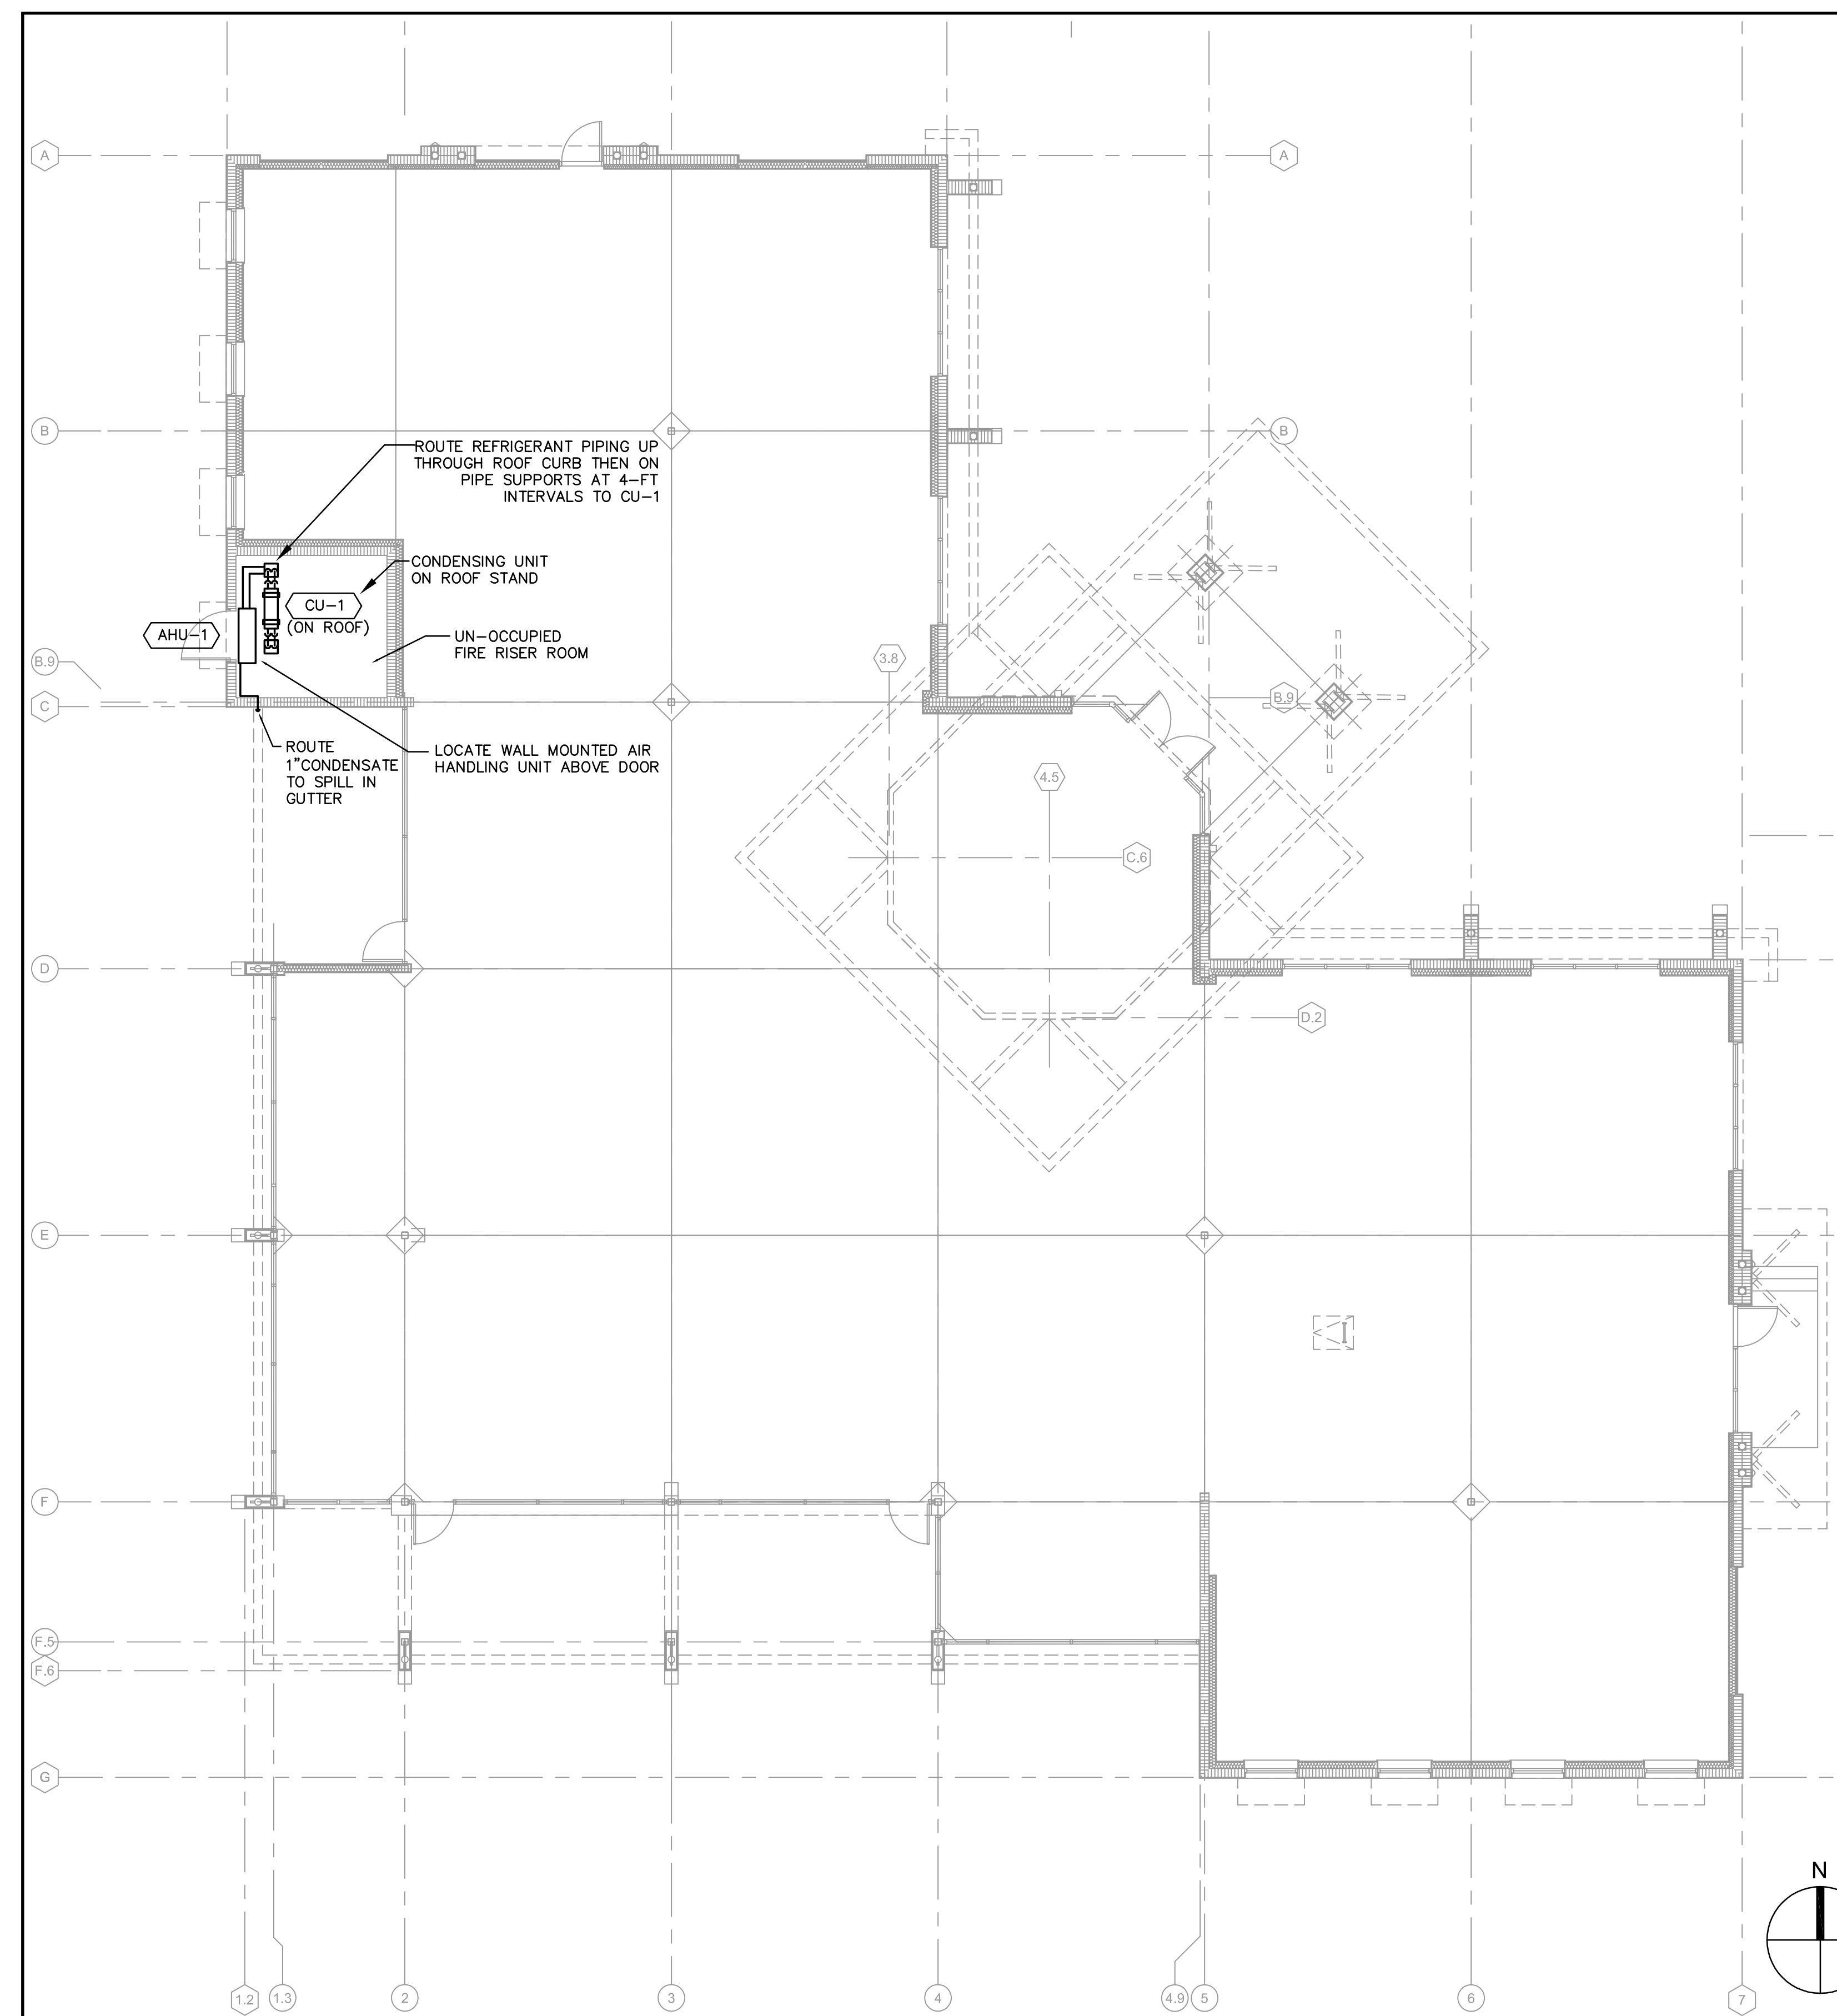 A
A
B
B
ROUTE REFRIGERANT PIPING UP
THROUGH ROOF CURB THEN ON
PIPE SUPPORTS AT 4-FT
INTERVALS TO CU-1
CONDENSING UNIT
ON ROOF STAND
CU-1
(ON ROOF)
AHU-1
UN-OCCUPIED
FIRE RISER ROOM
B.9
3.8
B.9
C
ROUTE
1"CONDENSATE
TO SPILL IN
GUTTER
LOCATE WALL MOUNTED AIR
HANDLING UNIT ABOVE DOOR
4.5
C.6
D
D.2
E
F
F.5
F.6
G
N
1.2
1.3
2
3
4
4.9
5
6
7